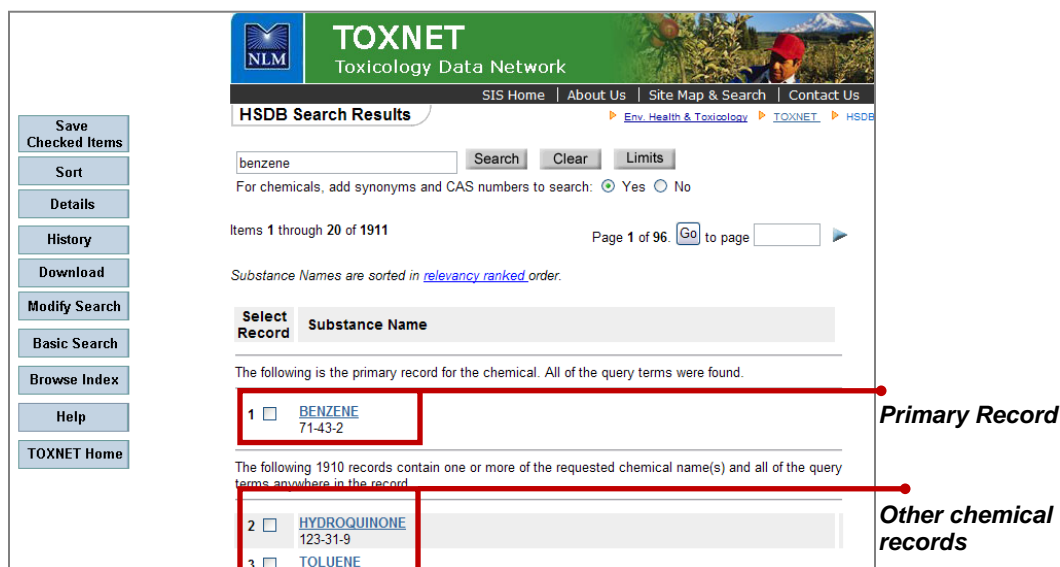 NLM
TOXNET
Toxicology Data Network
SIS Home | About Us | Site Map & Search | Contact Us
HSDB Search Results
Env. Health & Toxicology TOXNET HSDB
Save
Checked Items
Sort
Details
History
Download
Modify Search
Basic Search
Browse Index
Help
TOXNET Home
benzene
Search Clear Limits
For chemicals, add synonyms and CAS numbers to search: Yes No
Items 1 through 20 of 1911
Page 1 of 96. Go to page
Substance Names are sorted in relevancy ranked order.
Select
Record
Substance Name
The following is the primary record for the chemical. All of the query terms were found.
1 BENZENE
71-43-2
Primary Record
The following 1910 records contain one or more of the requested chemical name(s) and all of the query
terms anywhere in the record
2 HYDROQUINONE
123-31-9
3 TOLUENE
Other chemical
records